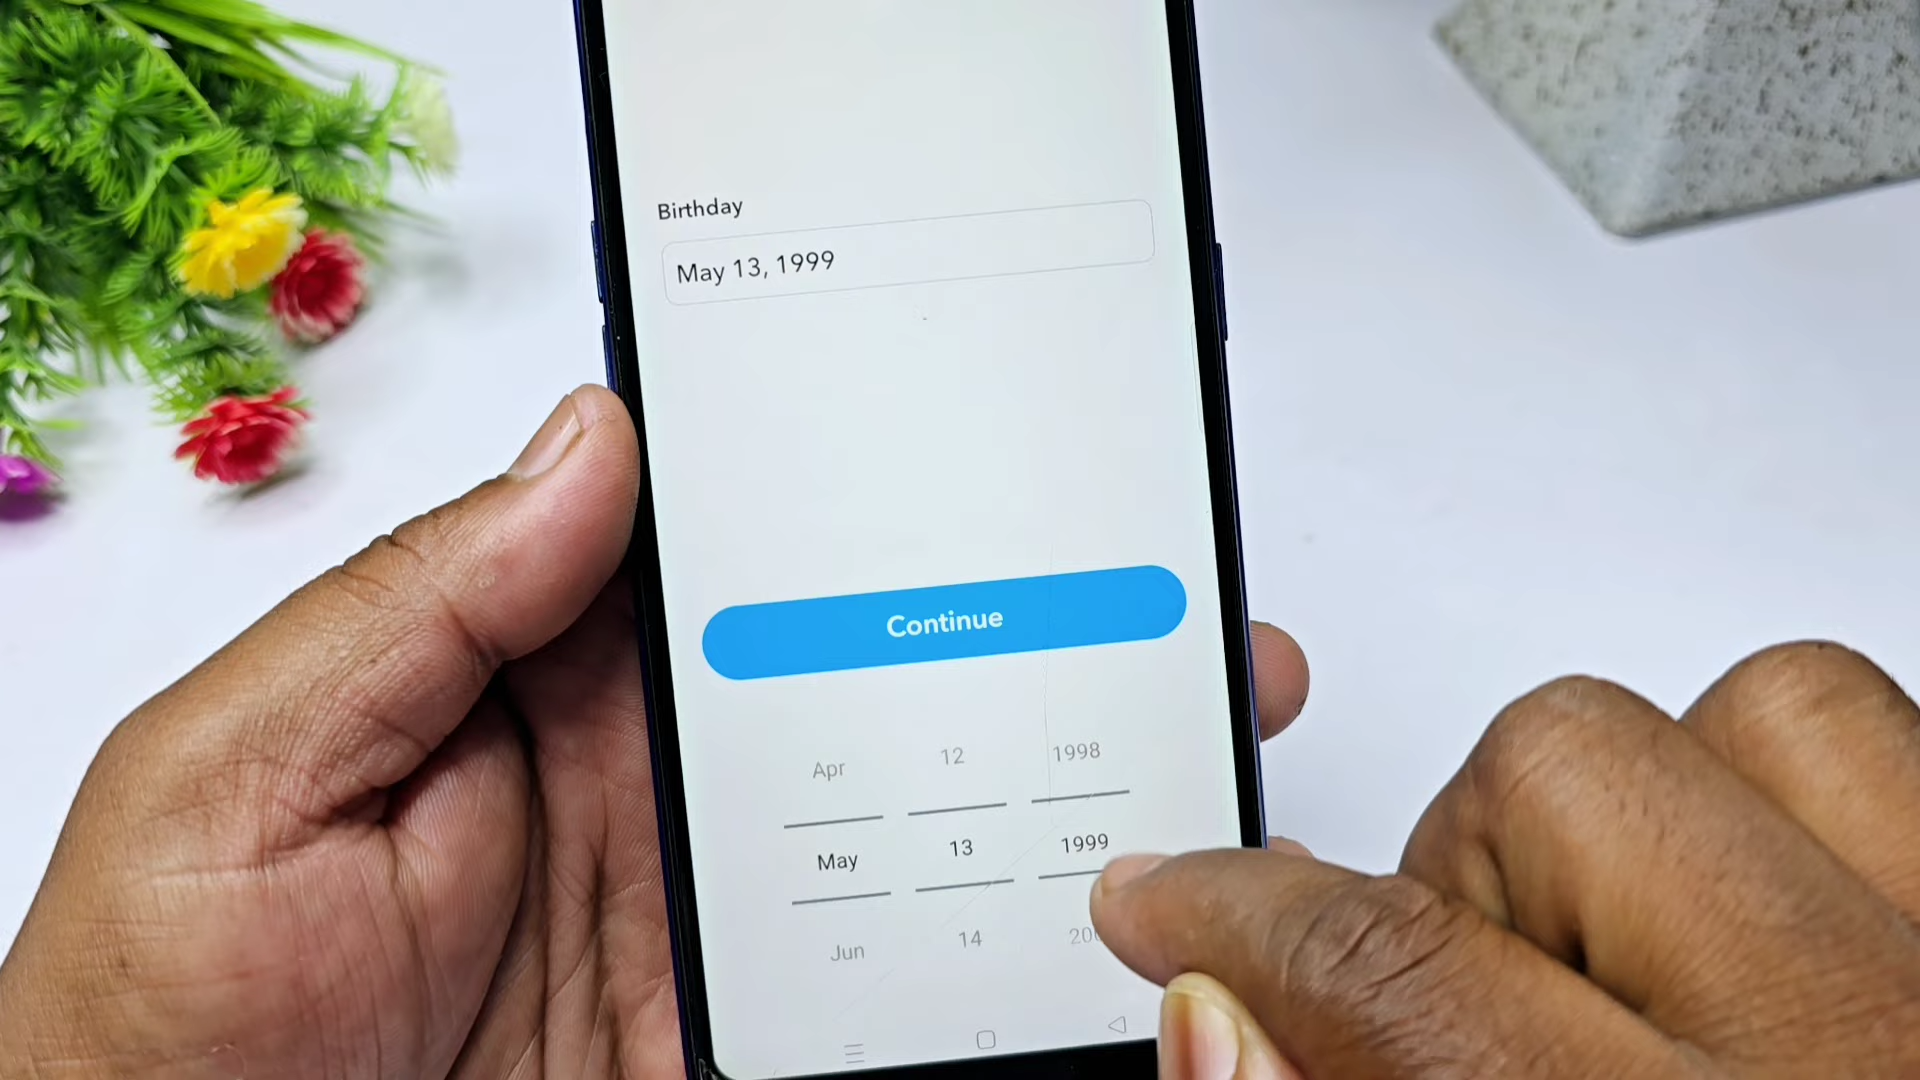 Birthday
May 13, 1999
Continue
Apr 12 1998
May 13 1999
Jun 14